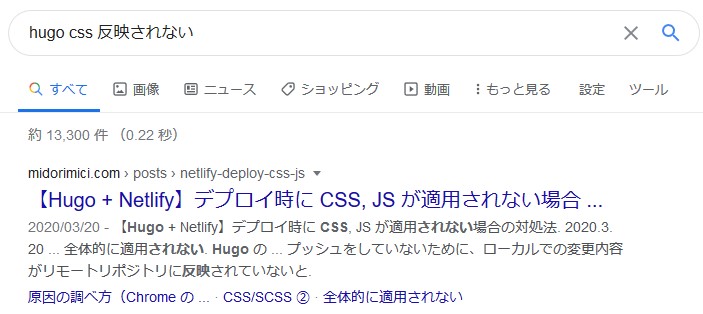 hugo css 反映されない
すべて 画像 ニュース ショッピング 動画 もっと見る 設定 ツール
約 13,300 件 （0.22 秒）
midorimici.com › posts › netlify-deploy-css-js
【Hugo + Netlify】デプロイ時に CSS, JS が適用されない場合 ...
2020/03/20 - 【Hugo + Netlify】デプロイ時に CSS, JS が適用されない場合の対処法. 2020.3.
20 ... 全体的に適用されない. Hugo の ... プッシュをしていないために、ローカルでの変更内容
がリモートリポジトリに反映されていないと.
原因の調べ方（Chrome の ... · CSS/SCSS ② · 全体的に適用されない